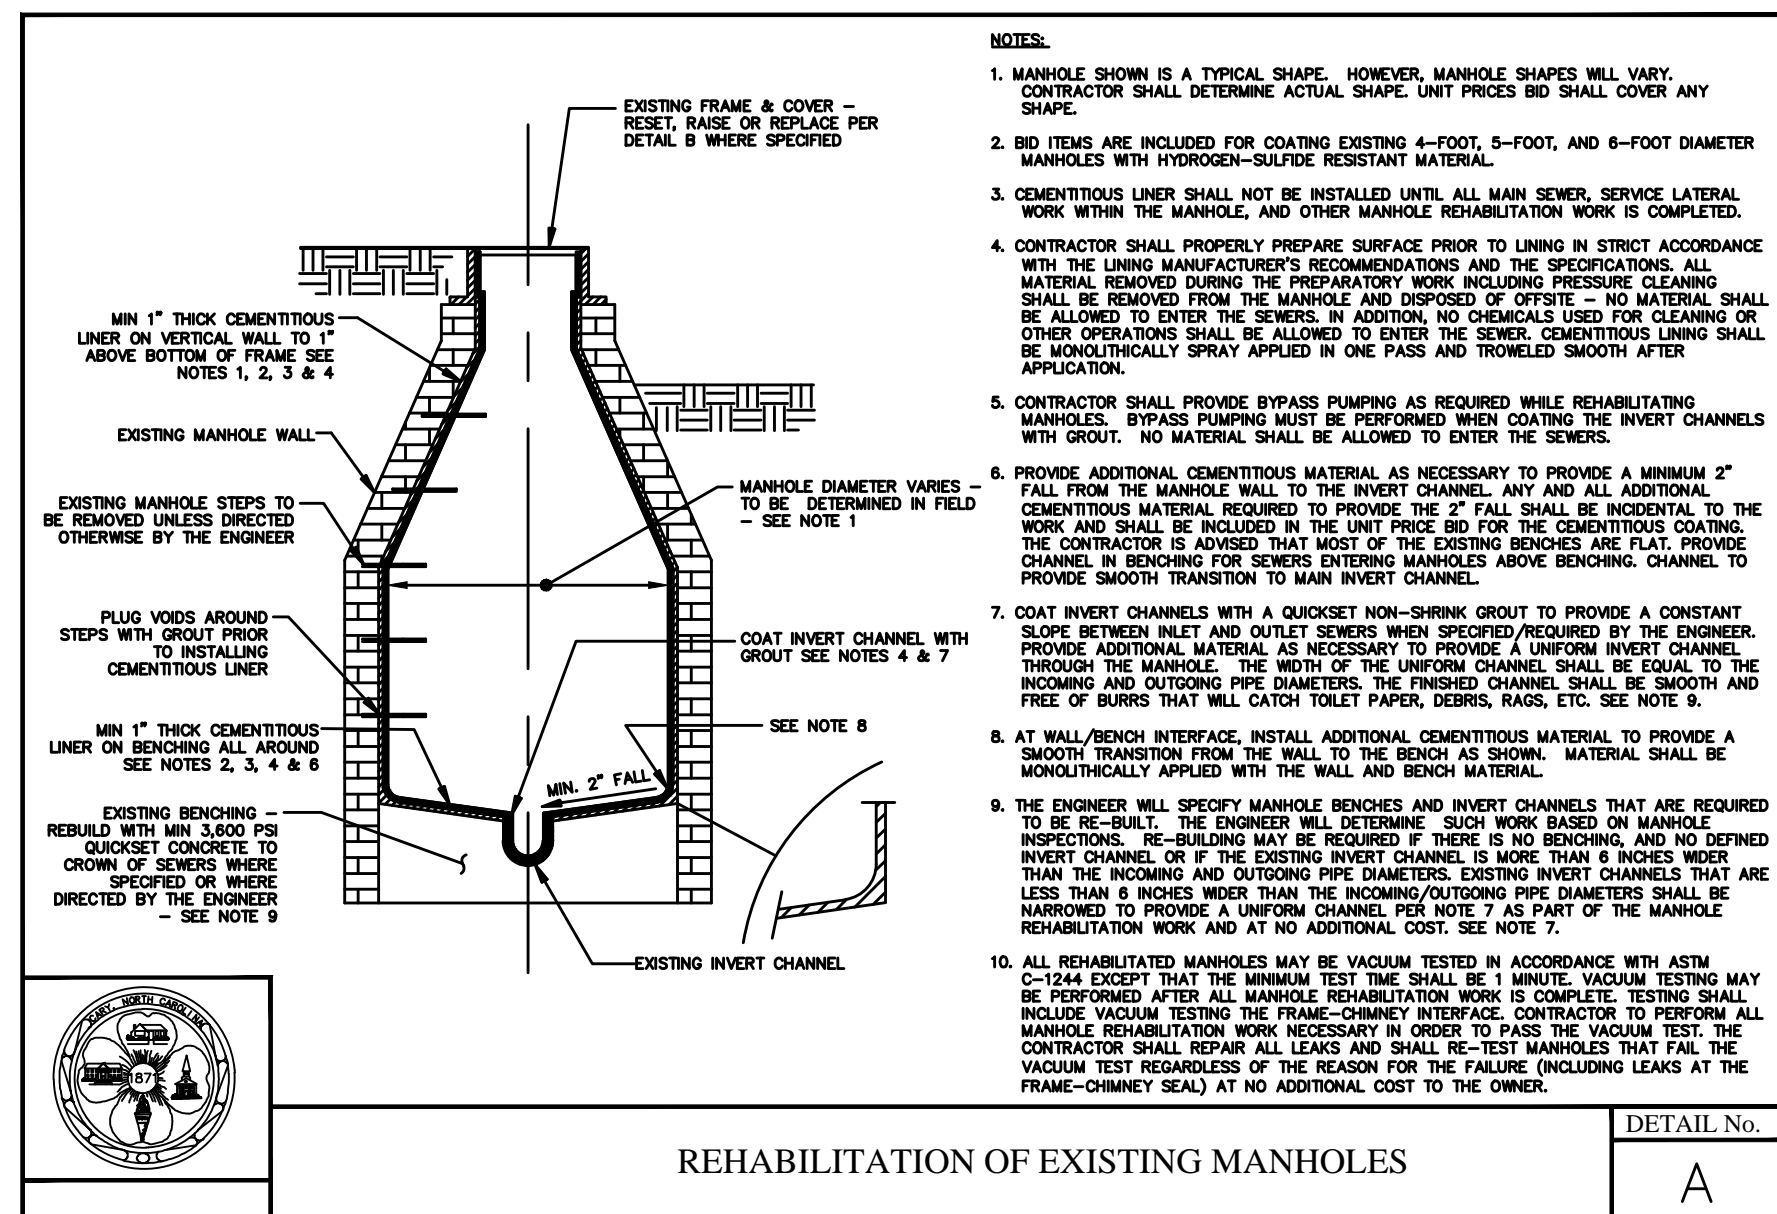 EXISTING FRAME & COVER –
RESET, RAISE OR REPLACE PER
DETAIL B WHERE SPECIFIED
MIN 1" THICK CEMENTITIOUS
LINER ON VERTICAL WALL TO 1"
ABOVE BOTTOM OF FRAME SEE
NOTES 1, 2, 3 & 4
EXISTING MANHOLE WALL
EXISTING MANHOLE STEPS TO
BE REMOVED UNLESS DIRECTED
OTHERWISE BY THE ENGINEER
PLUG VOIDS AROUND
STEPS WITH GROUT PRIOR
TO INSTALLING
CEMENTITIOUS LINER
MIN 1" THICK CEMENTITIOUS
LINER ON BENCHING ALL AROUND
SEE NOTES 2, 3, 4 & 6
EXISTING BENCHING –
REBUILD WITH MIN 3,600 PSI
QUICKSET CONCRETE TO
CROWN OF SEWERS WHERE
SPECIFIED OR WHERE
DIRECTED BY THE ENGINEER
– SEE NOTE 9
MANHOLE DIAMETER VARIES –
TO BE DETERMINED IN FIELD
– SEE NOTE 1
COAT INVERT CHANNEL WITH
GROUT SEE NOTES 4 & 7
SEE NOTE 8
MIN. 2" FALL
EXISTING INVERT CHANNEL
NOTES:
1. MANHOLE SHOWN IS A TYPICAL SHAPE. HOWEVER, MANHOLE SHAPES WILL VARY.
CONTRACTOR SHALL DETERMINE ACTUAL SHAPE. UNIT PRICES BID SHALL COVER ANY
SHAPE.
2. BID ITEMS ARE INCLUDED FOR COATING EXISTING 4–FOOT, 5–FOOT, AND 6–FOOT DIAMETER
MANHOLES WITH HYDROGEN–SULFIDE RESISTANT MATERIAL.
3. CEMENTITIOUS LINER SHALL NOT BE INSTALLED UNTIL ALL MAIN SEWER, SERVICE LATERAL
WORK WITHIN THE MANHOLE, AND OTHER MANHOLE REHABILITATION WORK IS COMPLETED.
4. CONTRACTOR SHALL PROPERLY PREPARE SURFACE PRIOR TO LINING IN STRICT ACCORDANCE
WITH THE LINING MANUFACTURER'S RECOMMENDATIONS AND THE SPECIFICATIONS. ALL
MATERIAL REMOVED DURING THE PREPARATORY WORK INCLUDING PRESSURE CLEANING
SHALL BE REMOVED FROM THE MANHOLE AND DISPOSED OF OFFSITE – NO MATERIAL SHALL
BE ALLOWED TO ENTER THE SEWERS. IN ADDITION, NO CHEMICALS USED FOR CLEANING OR
OTHER OPERATIONS SHALL BE ALLOWED TO ENTER THE SEWER. CEMENTITIOUS LINING SHALL
BE MONOLITHICALLY SPRAY APPLIED IN ONE PASS AND TROWELED SMOOTH AFTER
APPLICATION.
5. CONTRACTOR SHALL PROVIDE BYPASS PUMPING AS REQUIRED WHILE REHABILITATING
MANHOLES. BYPASS PUMPING MUST BE PERFORMED WHEN COATING THE INVERT CHANNELS
WITH GROUT. NO MATERIAL SHALL BE ALLOWED TO ENTER THE SEWERS.
6. PROVIDE ADDITIONAL CEMENTITIOUS MATERIAL AS NECESSARY TO PROVIDE A MINIMUM 2"
FALL FROM THE MANHOLE WALL TO THE INVERT CHANNEL. ANY AND ALL ADDITIONAL
CEMENTITIOUS MATERIAL REQUIRED TO PROVIDE THE 2" FALL SHALL BE INCIDENTAL TO THE
WORK AND SHALL BE INCLUDED IN THE UNIT PRICE BID FOR THE CEMENTITIOUS COATING.
THE CONTRACTOR IS ADVISED THAT MOST OF THE EXISTING BENCHES ARE FLAT. PROVIDE
CHANNEL IN BENCHING FOR SEWERS ENTERING MANHOLES ABOVE BENCHING. CHANNEL TO
PROVIDE SMOOTH TRANSITION TO MAIN INVERT CHANNEL.
7. COAT INVERT CHANNELS WITH A QUICKSET NON–SHRINK GROUT TO PROVIDE A CONSTANT
SLOPE BETWEEN INLET AND OUTLET SEWERS WHEN SPECIFIED/REQUIRED BY THE ENGINEER.
PROVIDE ADDITIONAL MATERIAL AS NECESSARY TO PROVIDE A UNIFORM INVERT CHANNEL
THROUGH THE MANHOLE. THE WIDTH OF THE UNIFORM CHANNEL SHALL BE EQUAL TO THE
INCOMING AND OUTGOING PIPE DIAMETERS. THE FINISHED CHANNEL SHALL BE SMOOTH AND
FREE OF BURRS THAT WILL CATCH TOILET PAPER, DEBRIS, RAGS, ETC. SEE NOTE 9.
8. AT WALL/BENCH INTERFACE, INSTALL ADDITIONAL CEMENTITIOUS MATERIAL TO PROVIDE A
SMOOTH TRANSITION FROM THE WALL TO THE BENCH AS SHOWN. MATERIAL SHALL BE
MONOLITHICALLY APPLIED WITH THE WALL AND BENCH MATERIAL.
9. THE ENGINEER WILL SPECIFY MANHOLE BENCHES AND INVERT CHANNELS THAT ARE REQUIRED
TO BE RE–BUILT. THE ENGINEER WILL DETERMINE SUCH WORK BASED ON MANHOLE
INSPECTIONS. RE–BUILDING MAY BE REQUIRED IF THERE IS NO BENCHING, AND NO DEFINED
INVERT CHANNEL OR IF THE EXISTING INVERT CHANNEL IS MORE THAN 6 INCHES WIDER
THAN THE INCOMING AND OUTGOING PIPE DIAMETERS. EXISTING INVERT CHANNELS THAT ARE
LESS THAN 6 INCHES WIDER THAN THE INCOMING/OUTGOING PIPE DIAMETERS SHALL BE
NARROWED TO PROVIDE A UNIFORM CHANNEL PER NOTE 7 AS PART OF THE MANHOLE
REHABILITATION WORK AND AT NO ADDITIONAL COST. SEE NOTE 7.
10. ALL REHABILITATED MANHOLES MAY BE VACUUM TESTED IN ACCORDANCE WITH ASTM
C–1244 EXCEPT THAT THE MINIMUM TEST TIME SHALL BE 1 MINUTE. VACUUM TESTING MAY
BE PERFORMED AFTER ALL MANHOLE REHABILITATION WORK IS COMPLETE. TESTING SHALL
INCLUDE VACUUM TESTING THE FRAME–CHIMNEY INTERFACE. CONTRACTOR TO PERFORM ALL
MANHOLE REHABILITATION WORK NECESSARY IN ORDER TO PASS THE VACUUM TEST. THE
CONTRACTOR SHALL REPAIR ALL LEAKS AND SHALL RE–TEST MANHOLES THAT FAIL THE
VACUUM TEST REGARDLESS OF THE REASON FOR THE FAILURE (INCLUDING LEAKS AT THE
FRAME–CHIMNEY SEAL) AT NO ADDITIONAL COST TO THE OWNER.
CARY, NORTH CAROLINA
1871
REHABILITATION OF EXISTING MANHOLES
DETAIL No.
A